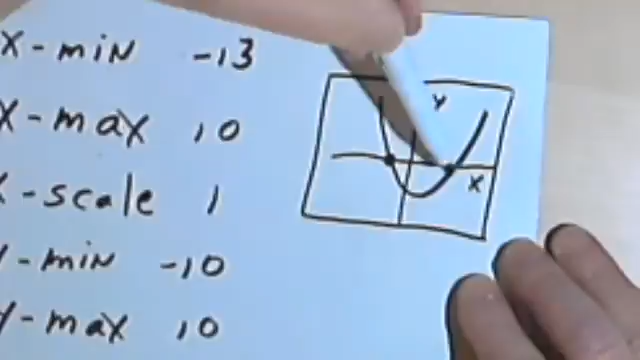 X-min -13
X-max 10
X-scale 1
Y-min -10
Y-max 10
Y
X